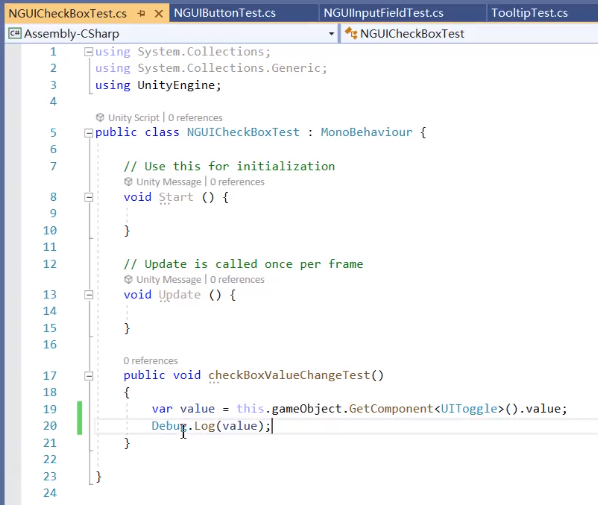 NGUICheckBoxTest.cs NGUIButtonTest.cs NGUIInputFieldTest.cs TooltipTest.cs
C# Assembly-CSharp NGUICheckBoxTest
1 using System.Collections;
2 using System.Collections.Generic;
3 using UnityEngine;
4
Unity Script | 0 references
5 public class NGUICheckBoxTest : MonoBehaviour {
6
7 // Use this for initialization
Unity Message | 0 references
8 void Start () {
9
10 }
11
12 // Update is called once per frame
Unity Message | 0 references
13 void Update () {
14
15 }
16
0 references
17 public void checkBoxValueChangeTest()
18 {
19 var value = this.gameObject.GetComponent<UIToggle>().value;
20 Debug.Log(value);
21 }
22
23 }
24